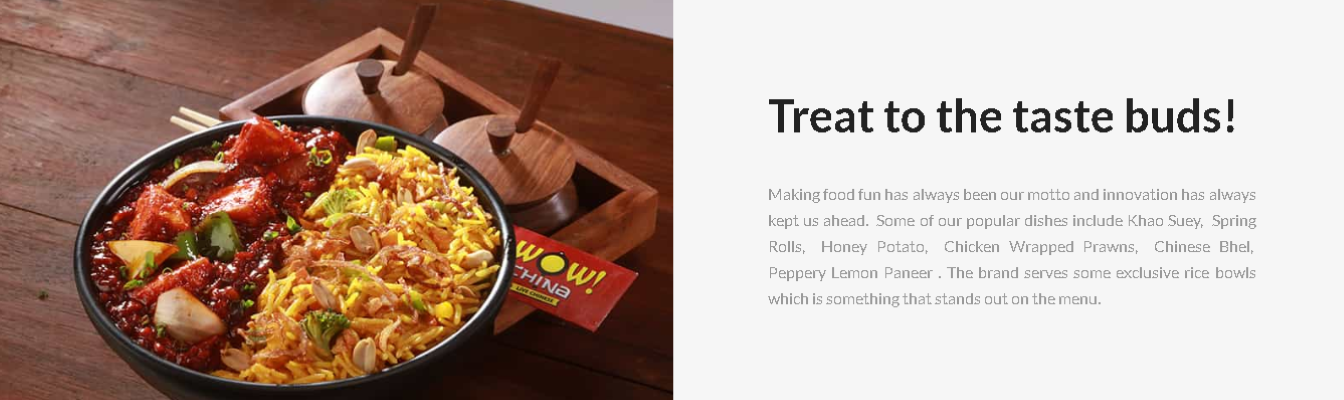 WOW!
CHINA
LIVE CHINESE
Treat to the taste buds!
Making food fun has always been our motto and innovation has always
kept us ahead. Some of our popular dishes include Khao Suey, Spring
Rolls, Honey Potato, Chicken Wrapped Prawns, Chinese Bhel,
Peppery Lemon Paneer . The brand serves some exclusive rice bowls
which is something that stands out on the menu.